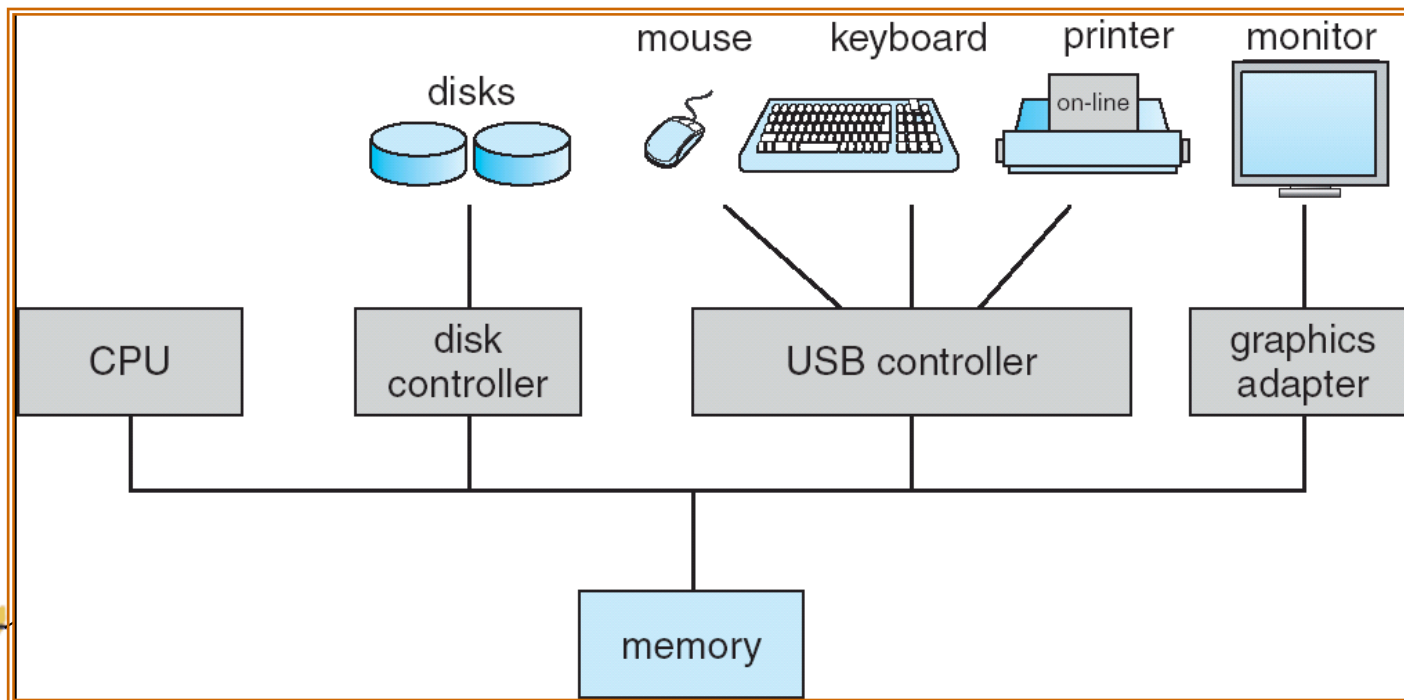 mouse
keyboard
printer
monitor
disks
on-line
CPU
disk
controller
USB controller
graphics
adapter
memory